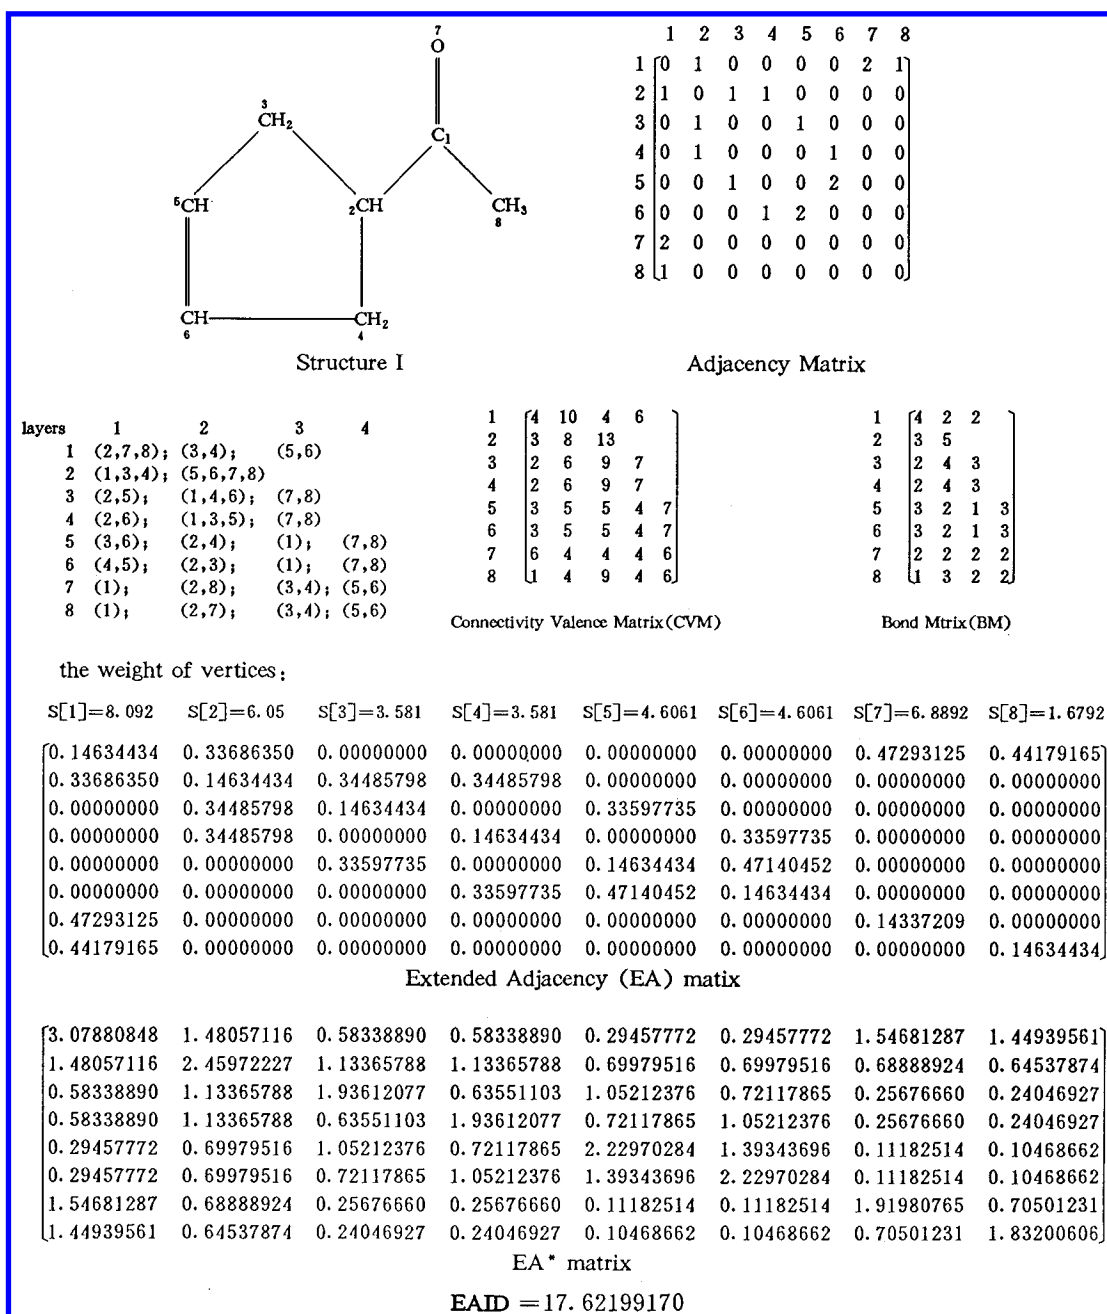 7
O
3
CH₂
C₁
5CH
2CH
CH₃
8
CH
6
CH₂
4
Structure I
1 2 3 4 5 6 7 8
1 0 1 0 0 0 0 2 1
2 1 0 1 1 0 0 0 0
3 0 1 0 0 1 0 0 0
4 0 1 0 0 0 1 0 0
5 0 0 1 0 0 2 0 0
6 0 0 0 1 2 0 0 0
7 2 0 0 0 0 0 0 0
8 1 0 0 0 0 0 0 0
Adjacency Matrix
layers 1 2 3 4
1 (2,7,8); (3,4); (5,6)
2 (1,3,4); (5,6,7,8)
3 (2,5); (1,4,6); (7,8)
4 (2,6); (1,3,5); (7,8)
5 (3,6); (2,4); (1); (7,8)
6 (4,5); (2,3); (1); (7,8)
7 (1); (2,8); (3,4); (5,6)
8 (1); (2,7); (3,4); (5,6)
1 4 10 4 6
2 3 8 13
3 2 6 9 7
4 2 6 9 7
5 3 5 5 4 7
6 3 5 5 4 7
7 6 4 4 4 6
8 1 4 9 4 6
Connectivity Valence Matrix(CVM)
1 4 2 2
2 3 5
3 2 4 3
4 2 4 3
5 3 2 1 3
6 3 2 1 3
7 2 2 2 2
8 1 3 2 2
Bond Mtrix(BM)
the weight of vertices:
S[1]=8.092 S[2]=6.05 S[3]=3.581 S[4]=3.581 S[5]=4.6061 S[6]=4.6061 S[7]=6.8892 S[8]=1.6792
0.14634434 0.33686350 0.00000000 0.00000000 0.00000000 0.00000000 0.47293125 0.44179165
0.33686350 0.14634434 0.34485798 0.34485798 0.00000000 0.00000000 0.00000000 0.00000000
0.00000000 0.34485798 0.14634434 0.00000000 0.33597735 0.00000000 0.00000000 0.00000000
0.00000000 0.34485798 0.00000000 0.14634434 0.00000000 0.33597735 0.00000000 0.00000000
0.00000000 0.00000000 0.33597735 0.00000000 0.14634434 0.47140452 0.00000000 0.00000000
0.00000000 0.00000000 0.00000000 0.33597735 0.47140452 0.14634434 0.00000000 0.00000000
0.47293125 0.00000000 0.00000000 0.00000000 0.00000000 0.00000000 0.14337209 0.00000000
0.44179165 0.00000000 0.00000000 0.00000000 0.00000000 0.00000000 0.00000000 0.14634434
Extended Adjacency (EA) matix
3.07880848 1.48057116 0.58338890 0.58338890 0.29457772 0.29457772 1.54681287 1.44939561
1.48057116 2.45972227 1.13365788 1.13365788 0.69979516 0.69979516 0.68888924 0.64537874
0.58338890 1.13365788 1.93612077 0.63551103 1.05212376 0.72117865 0.25676660 0.24046927
0.58338890 1.13365788 0.63551103 1.93612077 0.72117865 1.05212376 0.25676660 0.24046927
0.29457772 0.69979516 1.05212376 0.72117865 2.22970284 1.39343696 0.11182514 0.10468662
0.29457772 0.69979516 0.72117865 1.05212376 1.39343696 2.22970284 0.11182514 0.10468662
1.54681287 0.68888924 0.25676660 0.25676660 0.11182514 0.11182514 1.91980765 0.70501231
1.44939561 0.64537874 0.24046927 0.24046927 0.10468662 0.10468662 0.70501231 1.83200606
EA* matrix
EAID =17.62199170